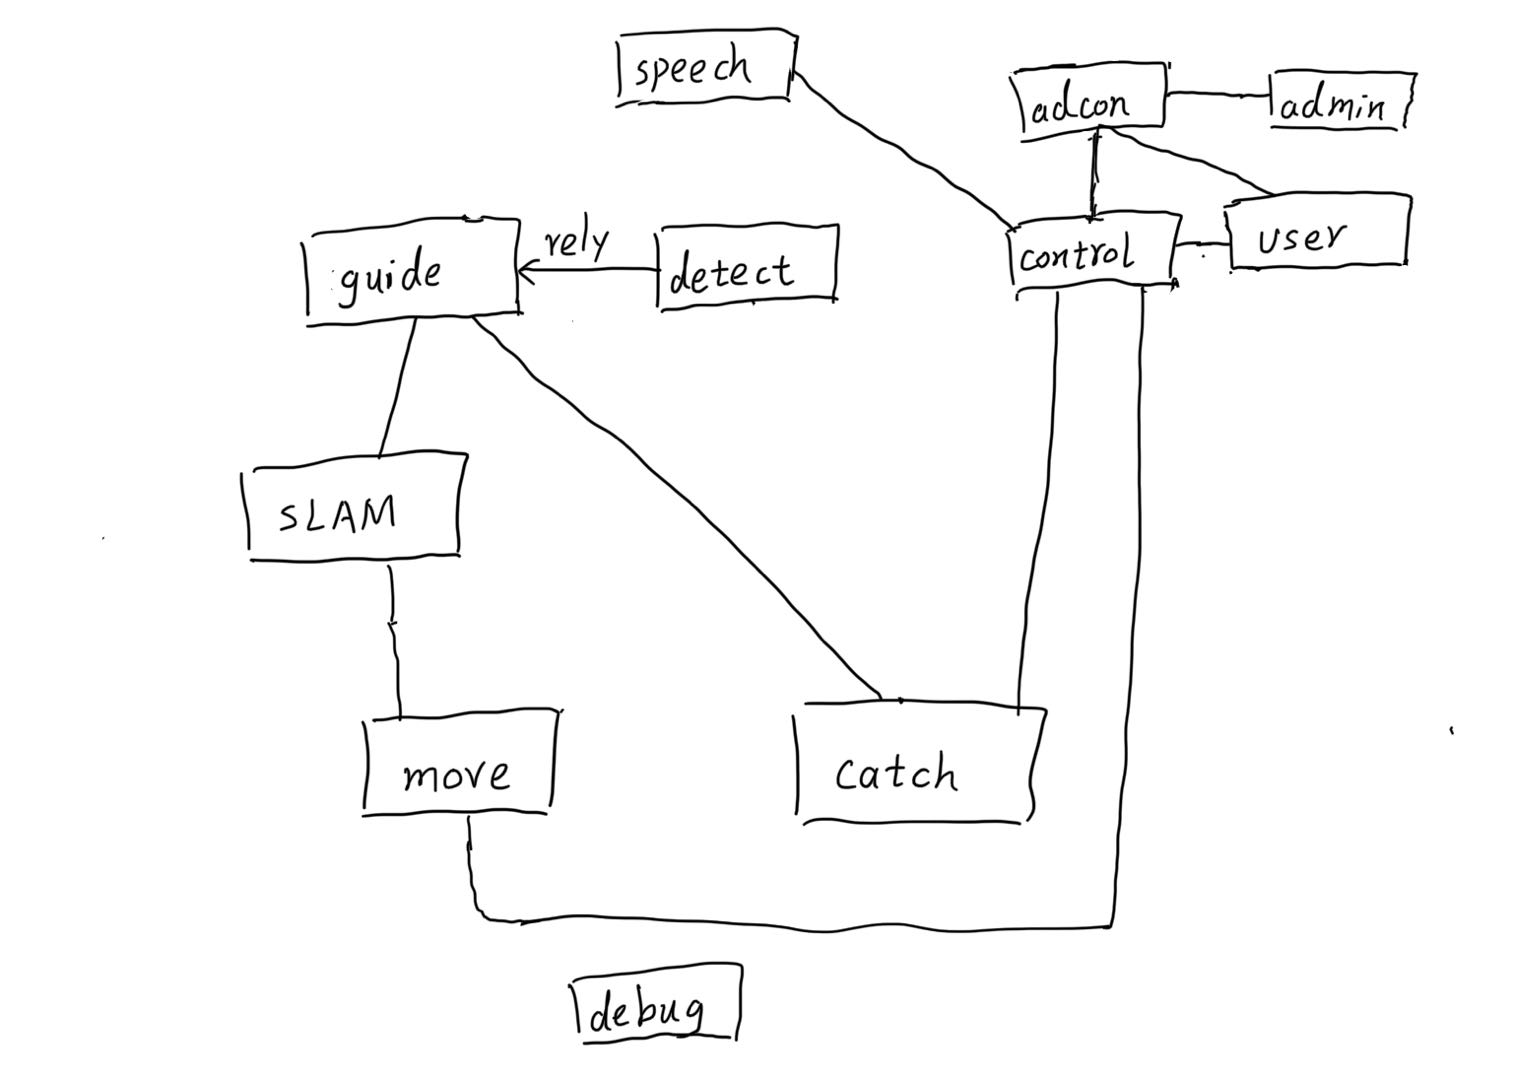 speech
adcon
admin
guide
rely
detect
control
user
SLAM
move
catch
debug